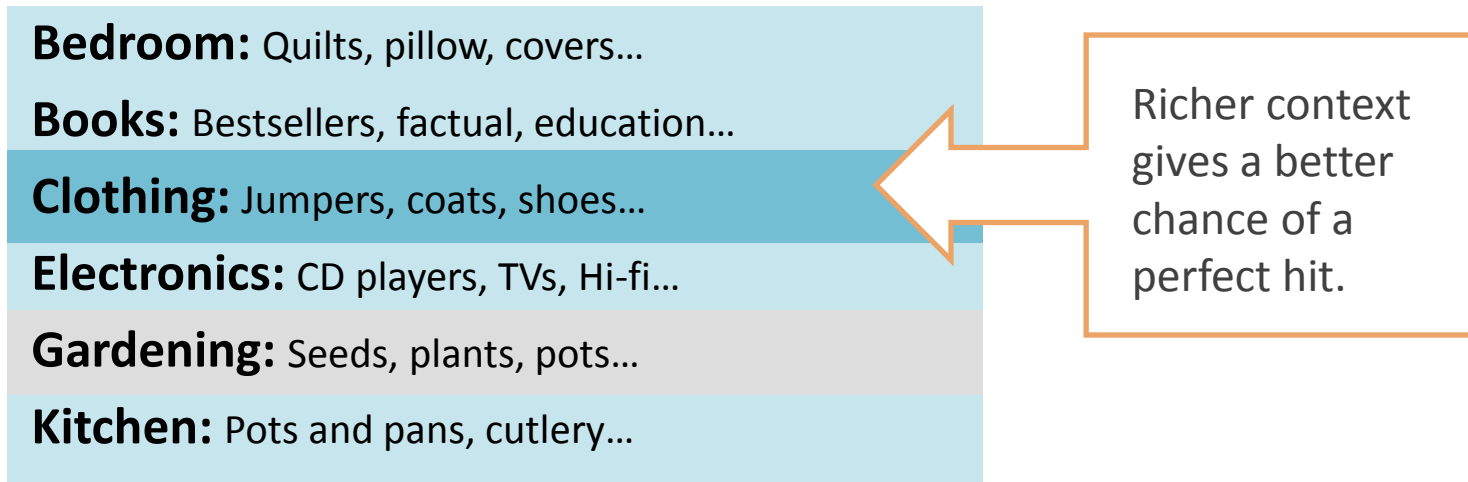 Bedroom: Quilts, pillow, covers…
Books: Bestsellers, factual, education…
Clothing: Jumpers, coats, shoes…
Electronics: CD players, TVs, Hi-fi…
Gardening: Seeds, plants, pots…
Kitchen: Pots and pans, cutlery…
Richer context
gives a better
chance of a
perfect hit.